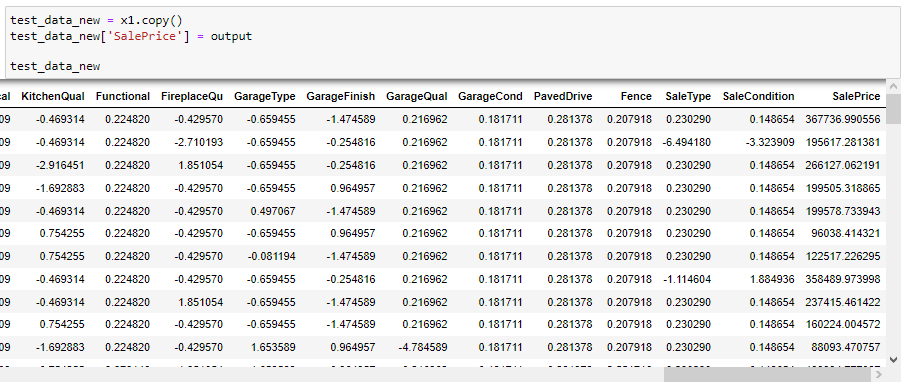 test_data_new = x1.copy()
test_data_new['SalePrice'] = output
test_data_new
cal KitchenQual Functional FireplaceQu GarageType GarageFinish GarageQual GarageCond PavedDrive Fence SaleType SaleCondition SalePrice
09 -0.469314 0.224820 -0.429570 -0.659455 -1.474589 0.216962 0.181711 0.281378 0.207918 0.230290 0.148654 367736.990556
09 -0.469314 0.224820 -2.710193 -0.659455 -0.254816 0.216962 0.181711 0.281378 0.207918 -6.494180 -3.323909 195617.281381
09 -2.916451 0.224820 1.851054 -0.659455 -0.254816 0.216962 0.181711 0.281378 0.207918 0.230290 0.148654 266127.062191
09 -1.692883 0.224820 -0.429570 -0.659455 0.964957 0.216962 0.181711 0.281378 0.207918 0.230290 0.148654 199505.318865
09 -0.469314 0.224820 -0.429570 0.497067 -1.474589 0.216962 0.181711 0.281378 0.207918 0.230290 0.148654 199578.733943
09 0.754255 0.224820 -0.429570 -0.659455 0.964957 0.216962 0.181711 0.281378 0.207918 0.230290 0.148654 96038.414321
09 0.754255 0.224820 -0.429570 -0.081194 -1.474589 0.216962 0.181711 0.281378 0.207918 0.230290 0.148654 122517.226295
09 -0.469314 0.224820 -0.429570 -0.659455 -0.254816 0.216962 0.181711 0.281378 0.207918 -1.114604 1.884936 358489.973998
09 -0.469314 0.224820 1.851054 -0.659455 -1.474589 0.216962 0.181711 0.281378 0.207918 0.230290 0.148654 237415.461422
09 0.754255 0.224820 -0.429570 -0.659455 -1.474589 0.216962 0.181711 0.281378 0.207918 0.230290 0.148654 160224.004572
09 -1.692883 0.224820 -0.429570 1.653589 0.964957 -4.784589 0.181711 0.281378 0.207918 0.230290 0.148654 88093.470757